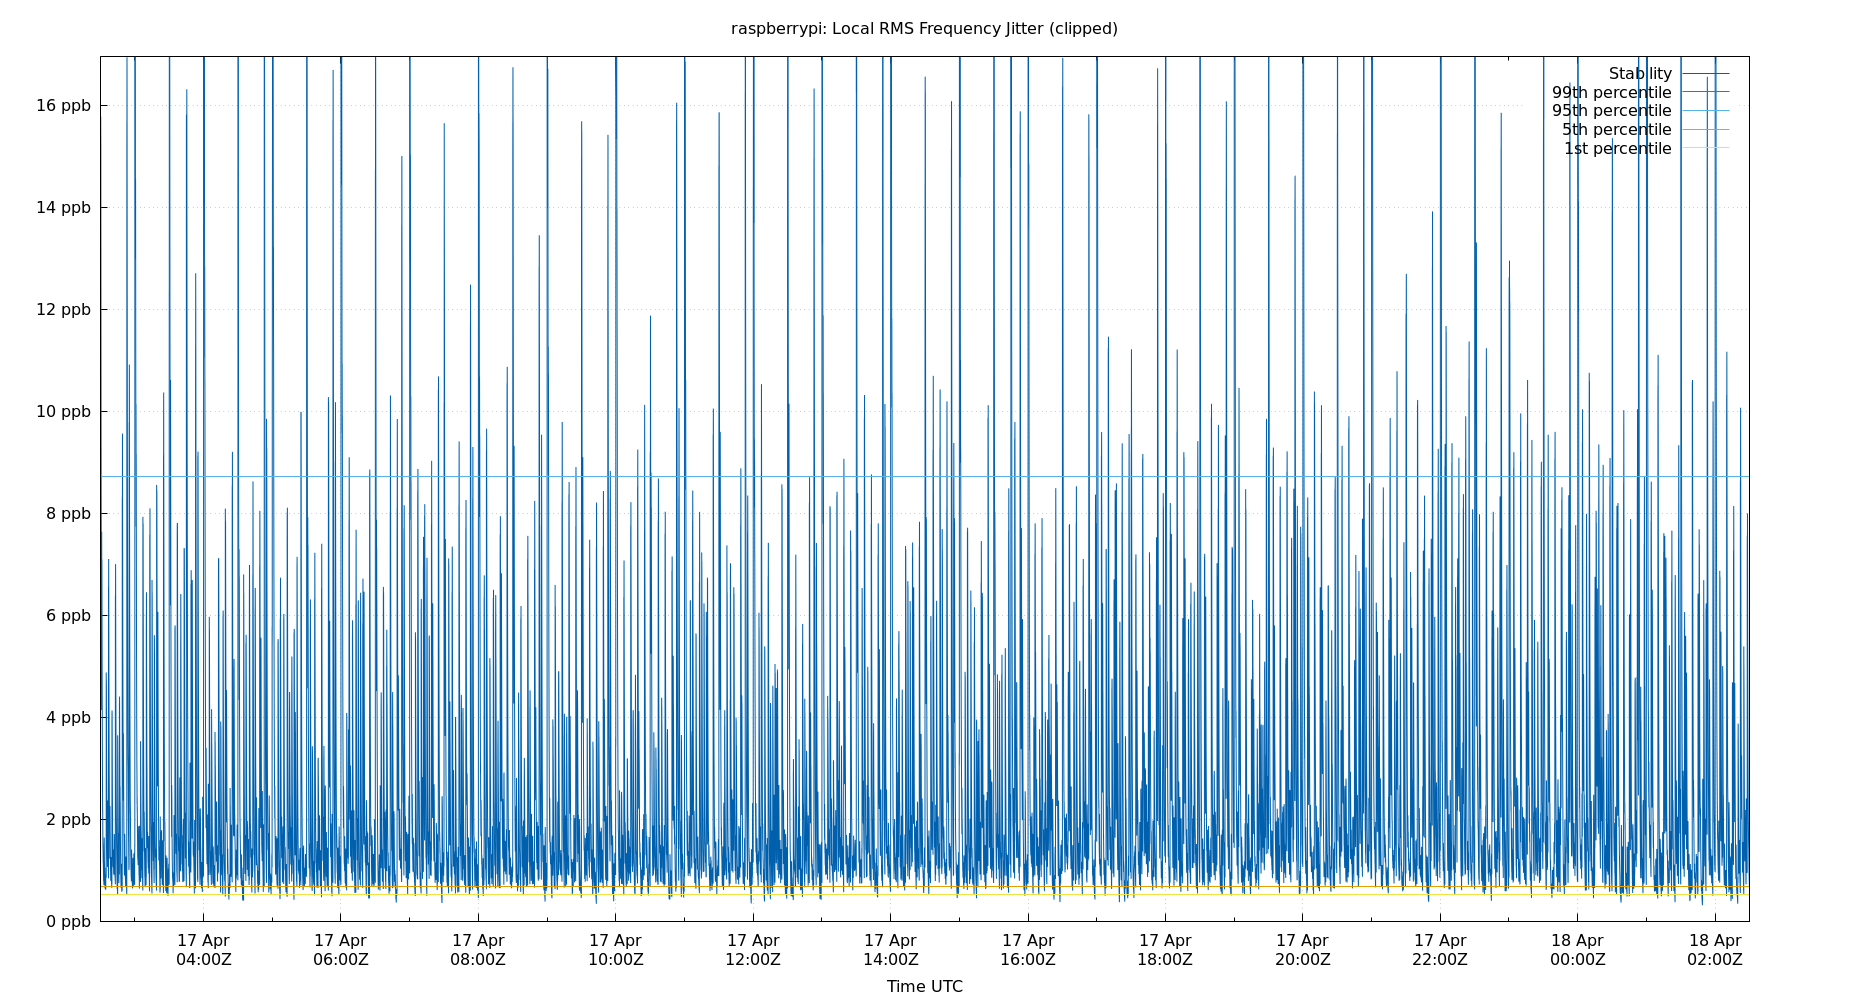 raspberrypi: Local RMS Frequency Jitter (clipped)
Stability
99th percentile
95th percentile
5th percentile
1st percentile
16 ppb
14 ppb
12 ppb
10 ppb
8 ppb
6 ppb
4 ppb
2 ppb
0 ppb
17 Apr 17 Apr 17 Apr 17 Apr 17 Apr 17 Apr 17 Apr 17 Apr 17 Apr 17 Apr 18 Apr 18 Apr
04:00Z 06:00Z 08:00Z 10:00Z 12:00Z 14:00Z 16:00Z 18:00Z 20:00Z 22:00Z 00:00Z 02:00Z
Time UTC